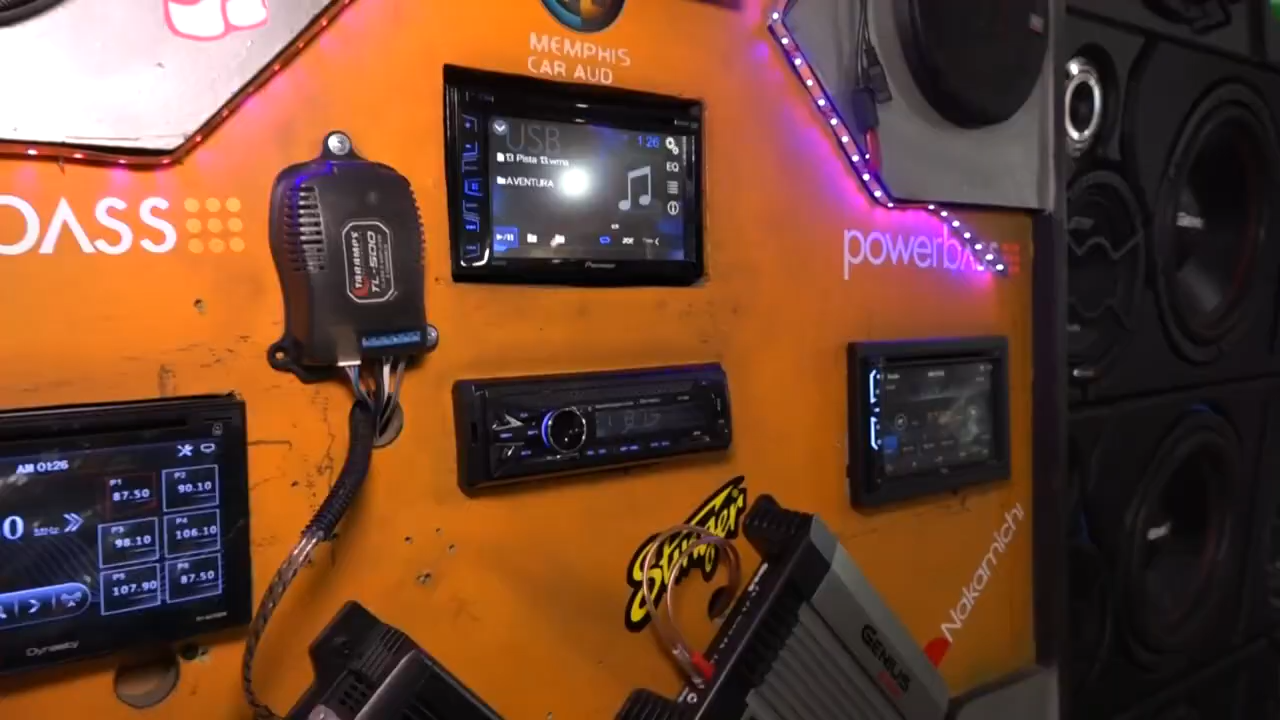 MEMPHIS
CAR AUD
USB
1:26
13 Pista 13.wma
AVENTURA
EQ
Pioneer
BASS
TARAMPS
TL-500
powerbass
AM 01:26
P1
87.50
P2
90.10
P3
98.10
P4
106.10
P5
107.90
P6
87.50
MHz
Dynasty
Stinger
GENIUS
Nakamichi